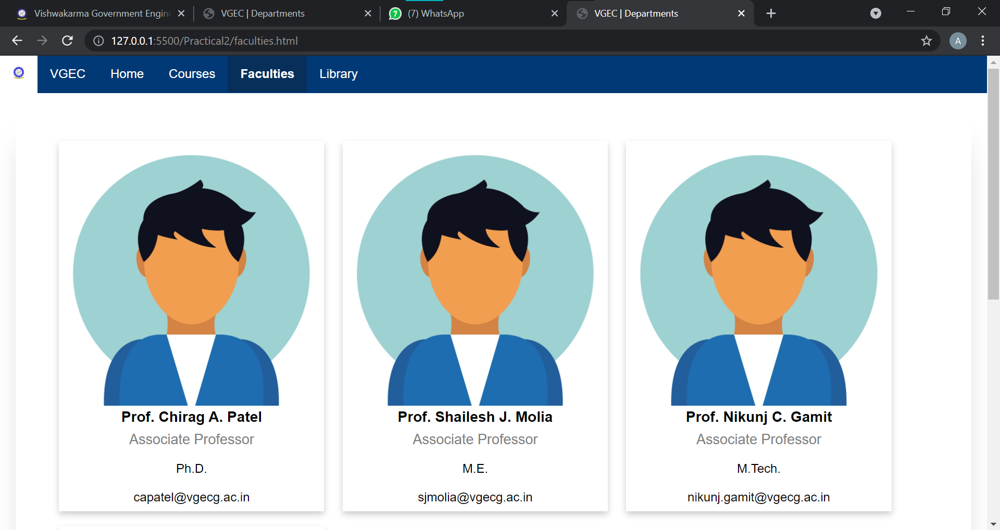 Vishwakarma Government Engin
VGEC | Departments
(7) WhatsApp
VGEC | Departments
127.0.0.1:5500/Practical2/faculties.html
A
VGEC Home Courses Faculties Library
Prof. Chirag A. Patel
Associate Professor
Ph.D.
capatel@vgecg.ac.in
Prof. Shailesh J. Molia
Associate Professor
M.E.
sjmolia@vgecg.ac.in
Prof. Nikunj C. Gamit
Associate Professor
M.Tech.
nikunj.gamit@vgecg.ac.in